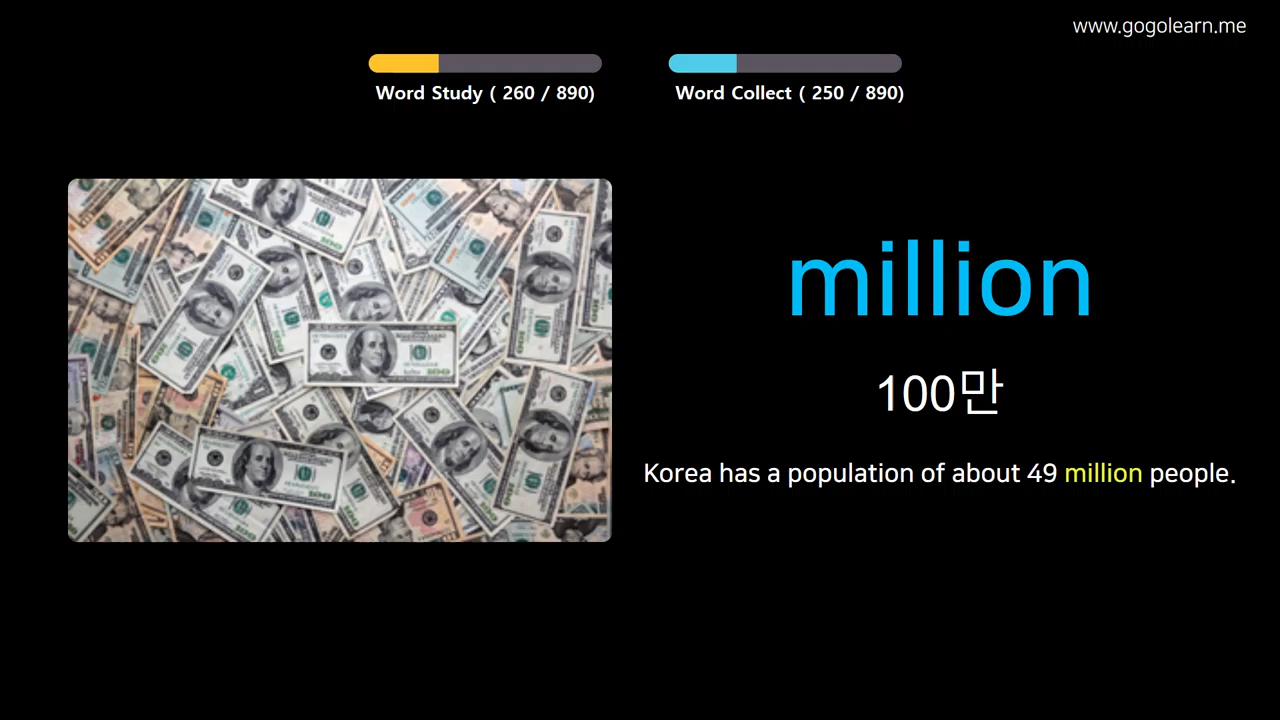 www.gogolearn.me
Word Study ( 260 / 890)
Word Collect ( 250 / 890)
million
100만
Korea has a population of about 49 million people.